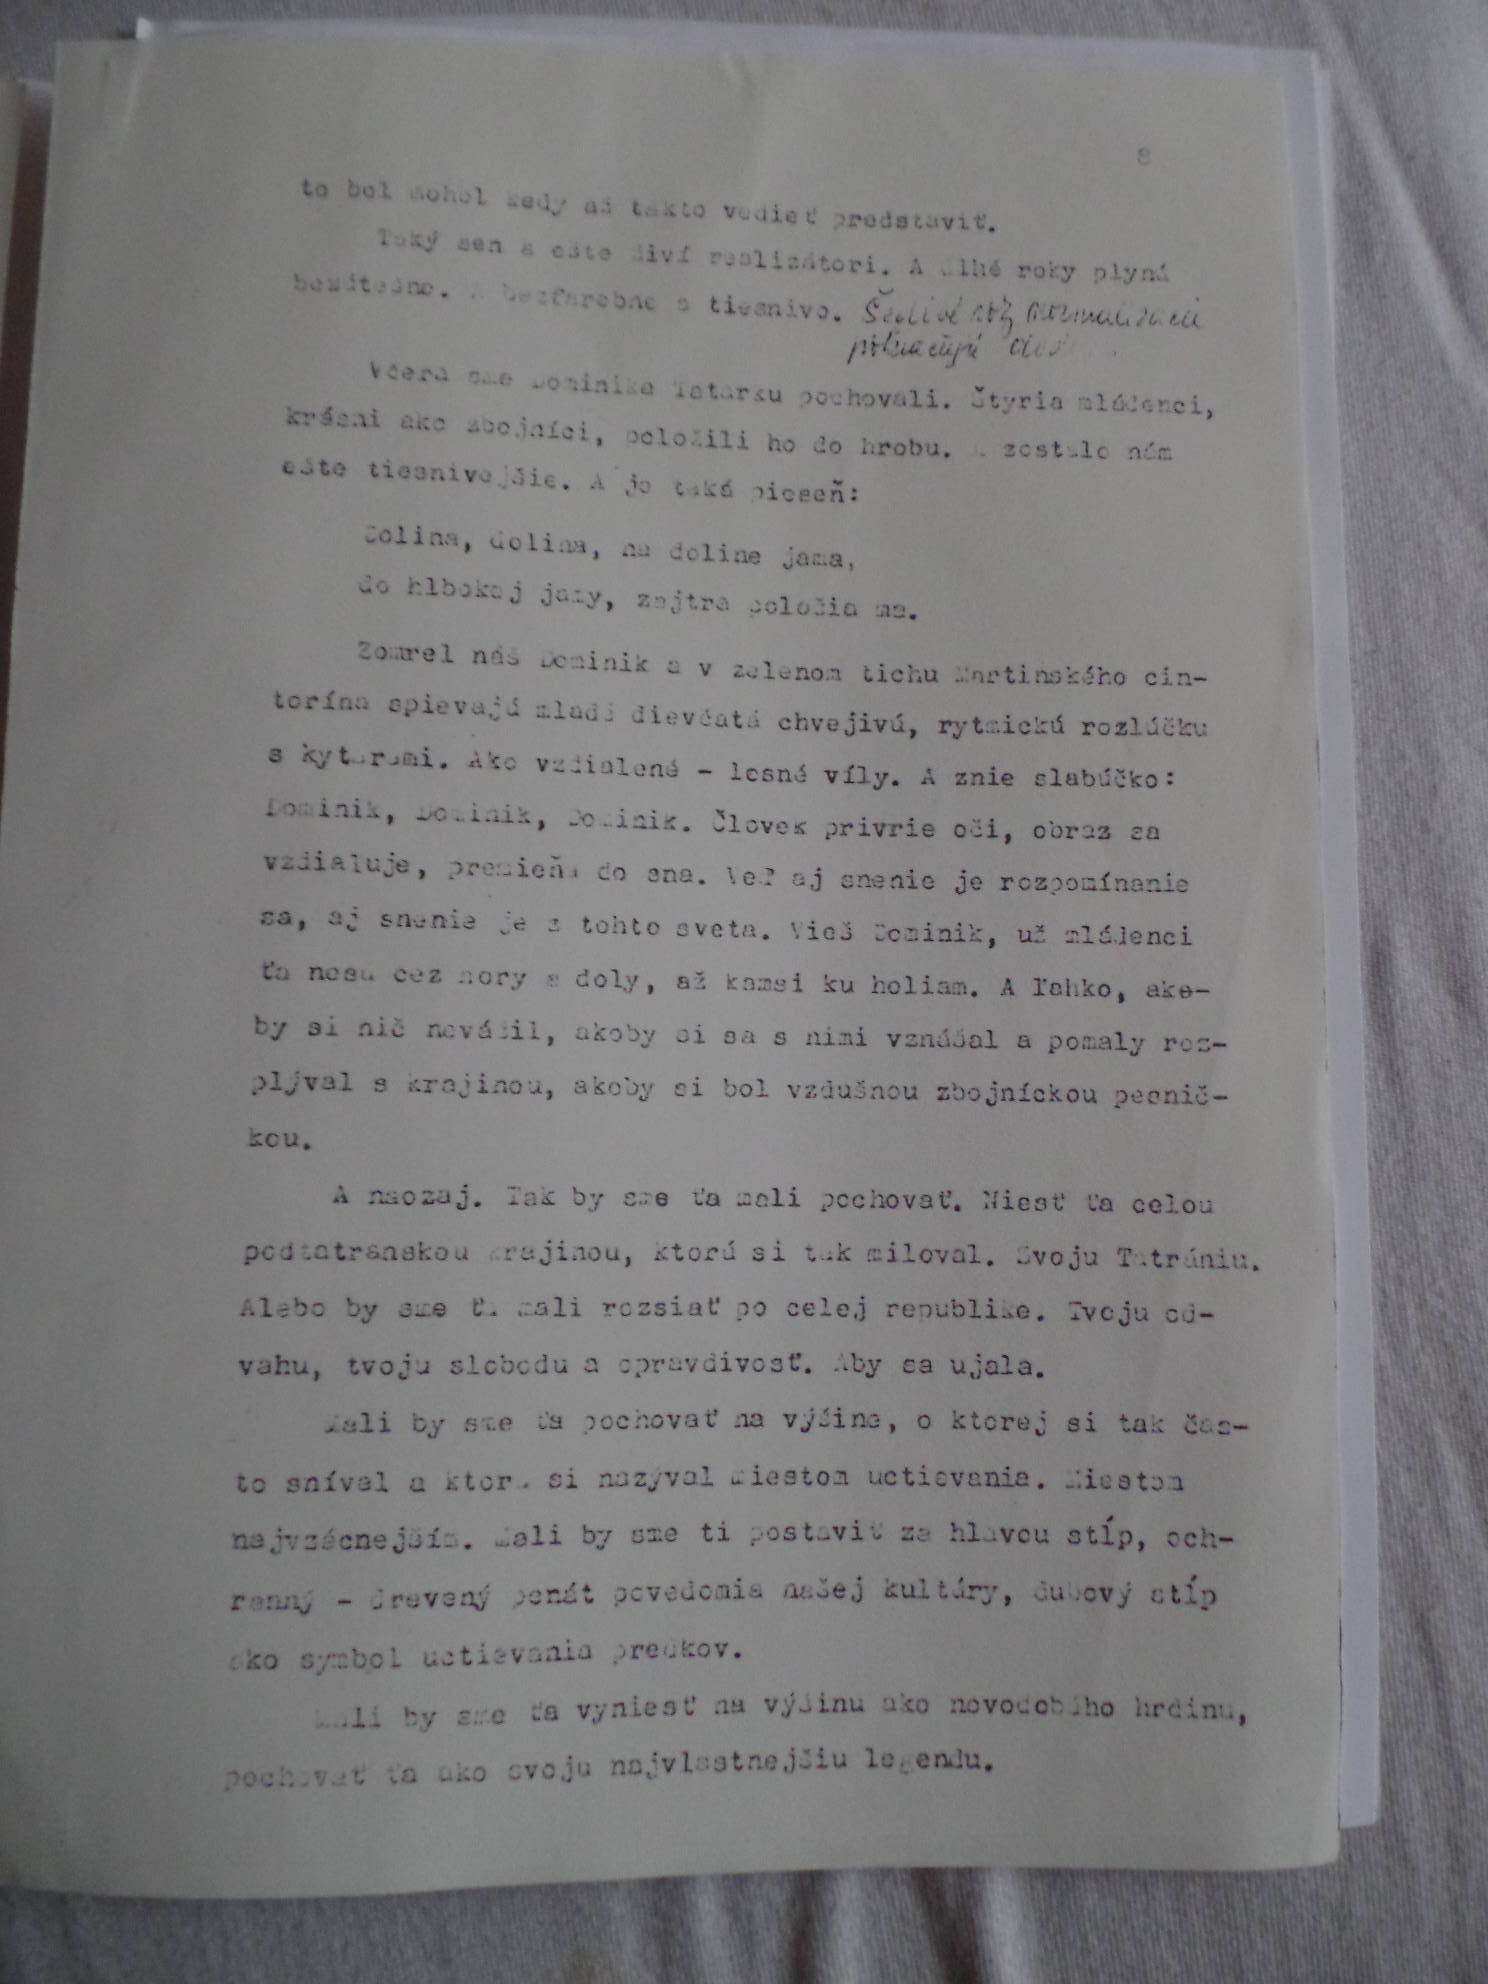 8
to bol mohol kedy až takto vedieť predstaviť.
Taký sen a ešte živí realizátori. A dlhé roky plynú
bezútešne. A bezfarebne a tiesnivo. Šedivé roky normalizácie
pokračujú
Včera sme Dominika Tatarku pochovali. Štyria mládenci,
krásni ako zbojníci, položili ho do hrobu. A zostalo nám
ešte tiesnivejšie. A je taká pieseň:
Dolina, dolina, na doline jama,
do hlbokej jamy, zajtra položia ma.
Zomrel náš Dominik a v zelenom tichu Martinského cin-
torína spievajú mladé dievčatá chvejivú, rytmickú rozlúčku
s kytarami. Ako vzdialené - lesné víly. A znie slabúčko:
Dominik, Dominik, Dominik. Človek privrie oči, obraz sa
vzdiaľuje, premieňa do sna. Veď aj snenie je rozpomínanie
sa, aj snenie je z tohto sveta. Vieš Dominik, už mládenci
ťa nesú cez hory a doly, až kamsi ku holiam. A ľahko, ako-
by si nič nevážil, akoby si sa s nimi vznášal a pomaly roz-
plýval s krajinou, akoby si bol vzdušnou zbojníckou pesnič-
kou.
A naozaj. Tak by sme ťa mali pochovať. Niesť ťa celou
podtatranskou krajinou, ktorú si tak miloval. Svoju Tatrániu.
Alebo by sme ťa mali rozsiať po celej republike. Tvoju od-
vahu, tvoju slobodu a opravdivosť. Aby sa ujala.
Mali by sme ťa pochovať na výšine, o ktorej si tak čas-
to sníval a ktorú si nazýval miestom uctievania. Miestom
najvzácnejším. Mali by sme ti postaviť za hlavou stĺp, och-
ranný - drevený penát povedomia našej kultúry, dubový stĺp
ako symbol uctievania predkov.
Mali by sme ťa vyniesť na výšinu ako novodobého hrdinu,
pochovať ťa ako svoju najvlastnejšiu legendu.